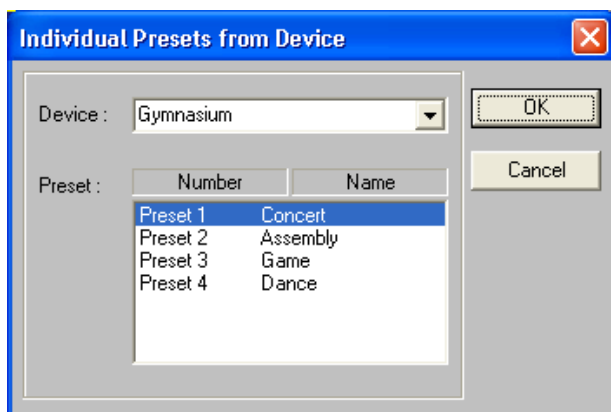 Individual Presets from Device
Device : Gymnasium OK
Preset : Number Name Cancel
Preset 1 Concert
Preset 2 Assembly
Preset 3 Game
Preset 4 Dance